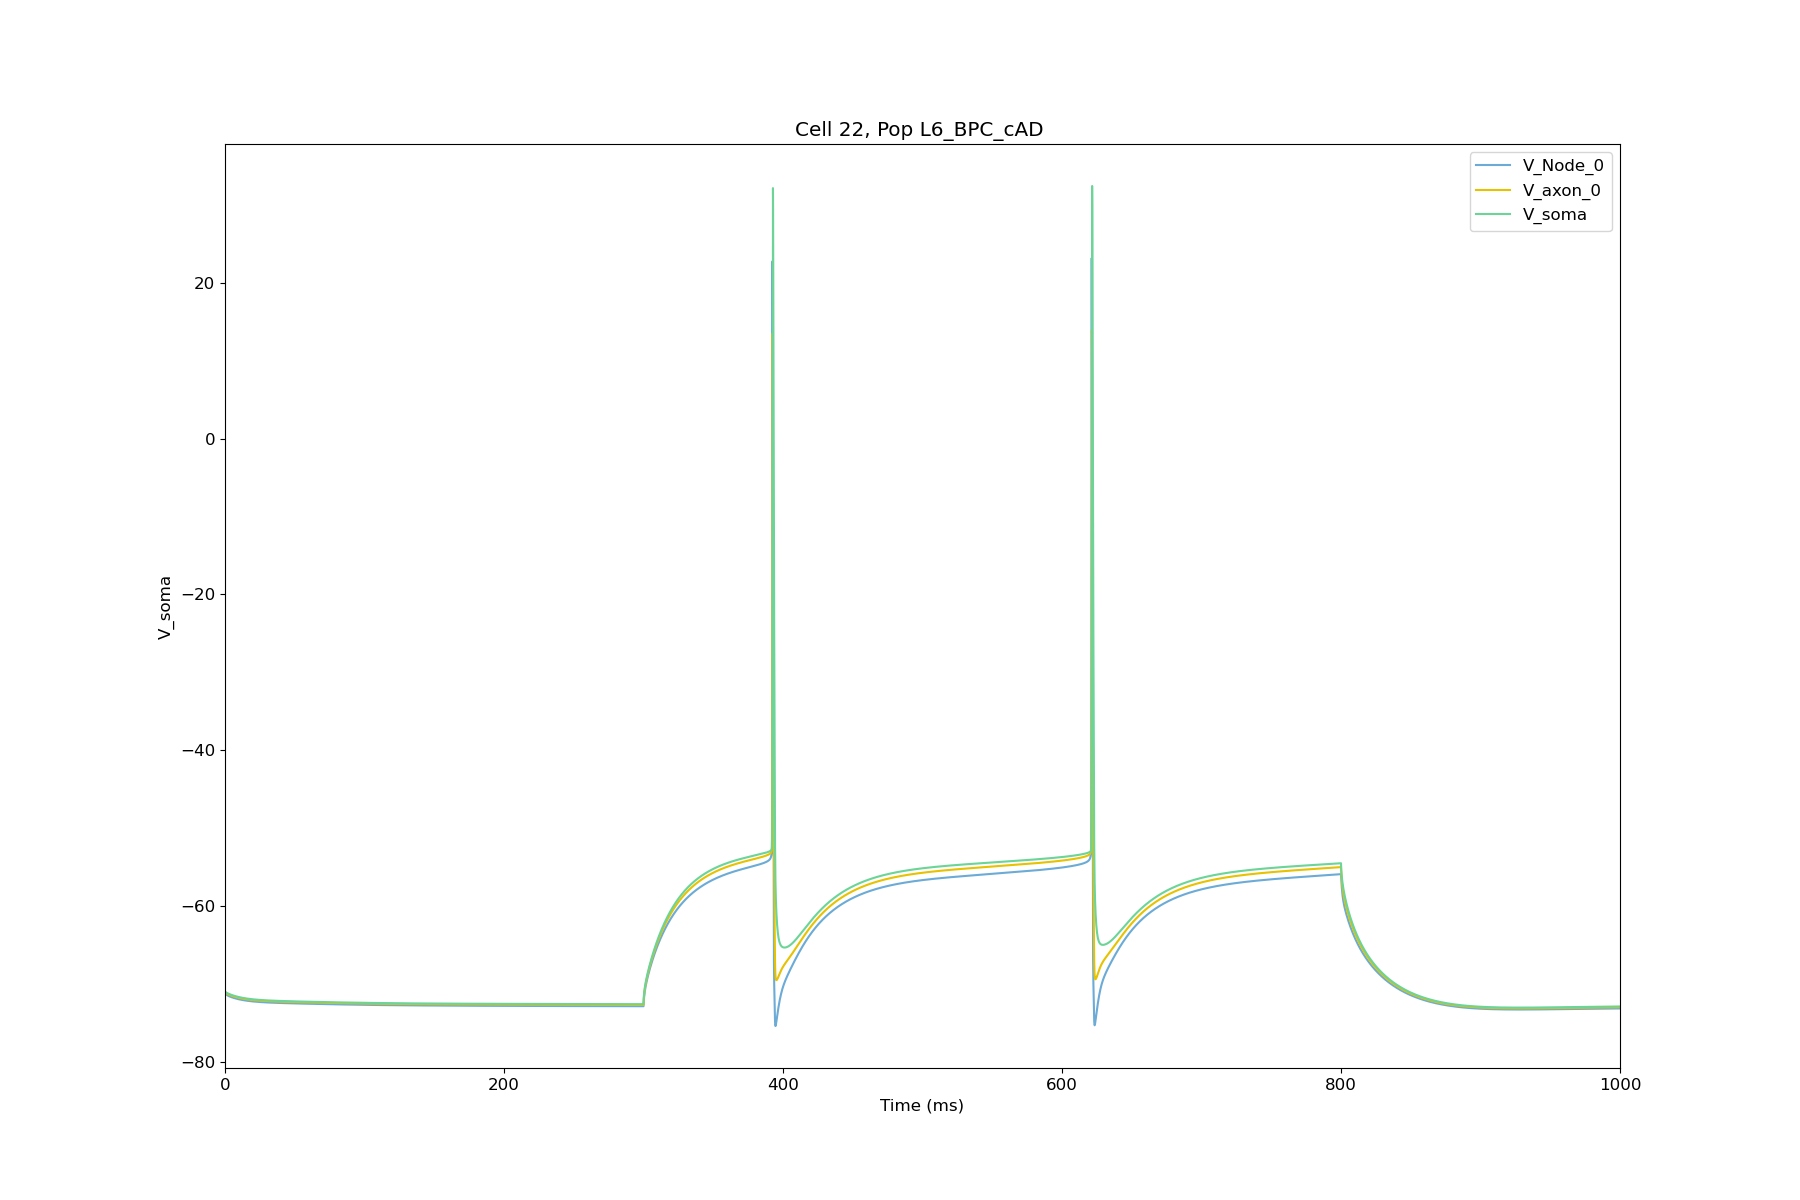 Cell 22, Pop L6_BPC_cAD
V_Node_0
V_axon_0
V_soma
20
0
−20
−40
−60
−80
V_soma
0 200 400 600 800 1000
Time (ms)